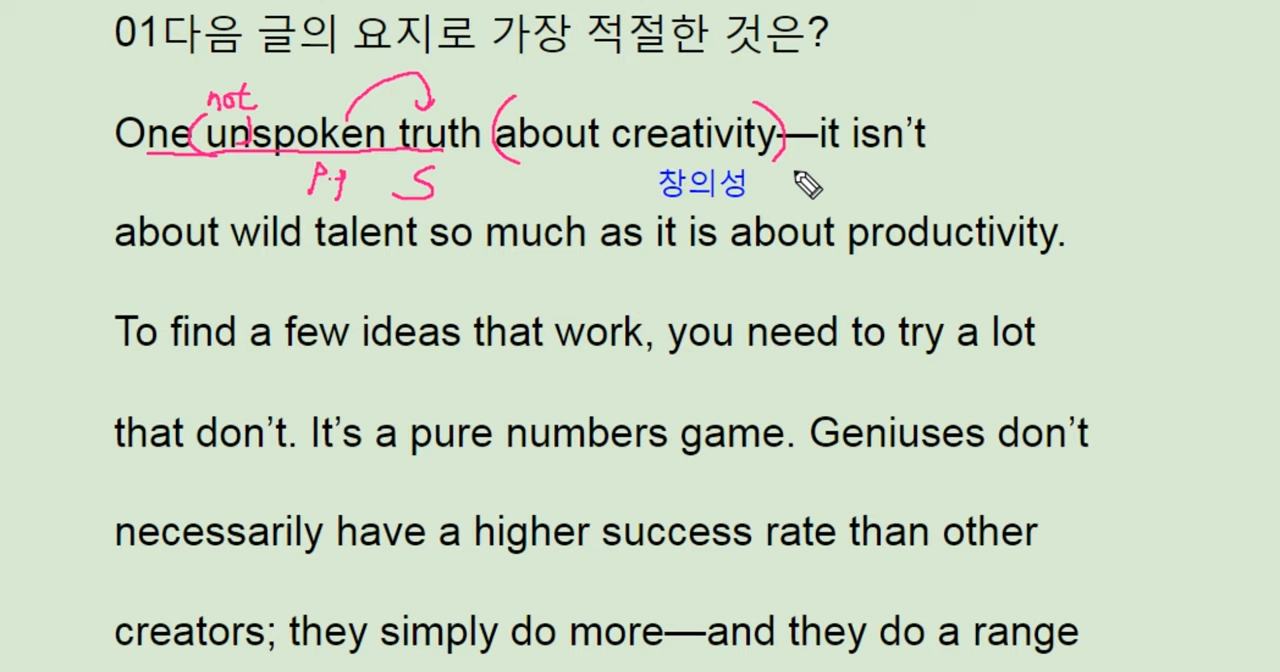 01다음 글의 요지로 가장 적절한 것은?
not
One unspoken truth (about creativity)—it isn’t
P.P S 창의성
about wild talent so much as it is about productivity.
To find a few ideas that work, you need to try a lot
that don’t. It’s a pure numbers game. Geniuses don’t
necessarily have a higher success rate than other
creators; they simply do more—and they do a range